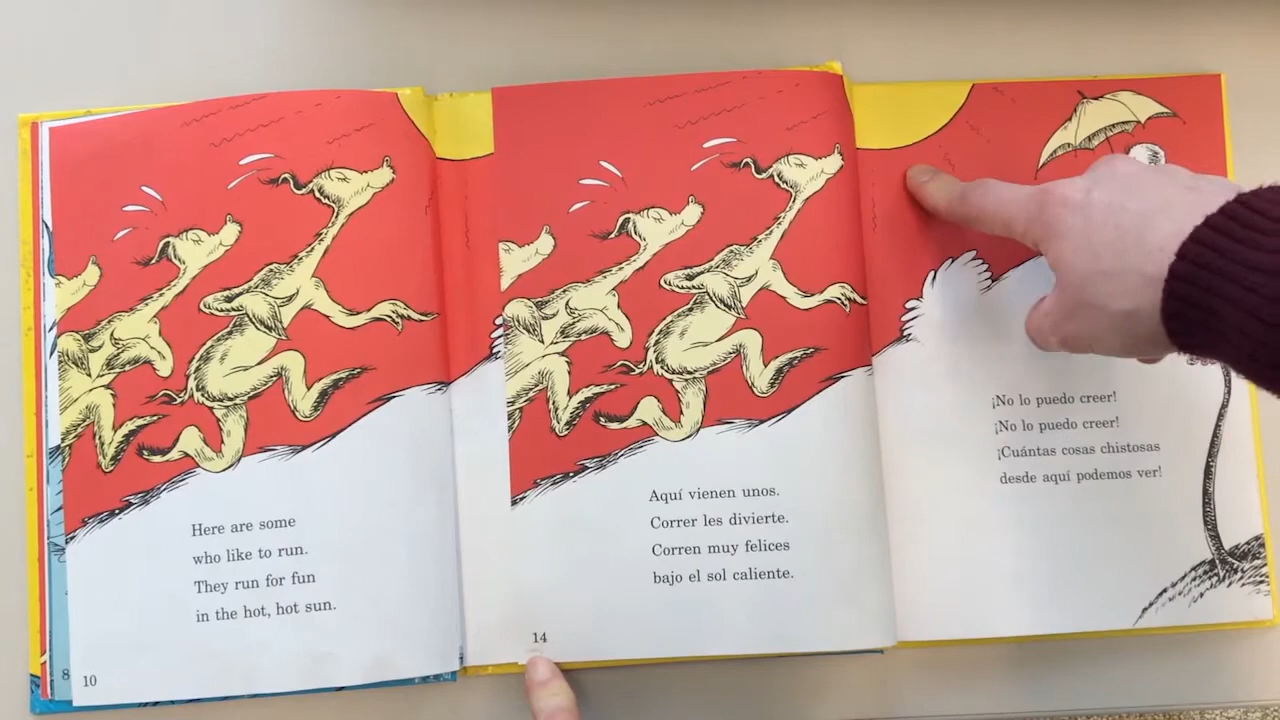 Here are some
who like to run.
They run for fun
in the hot, hot sun.
8
10
Aquí vienen unos.
Correr les divierte.
Corren muy felices
bajo el sol caliente.
14
¡No lo puedo creer!
¡No lo puedo creer!
¡Cuántas cosas chistosas
desde aquí podemos ver!